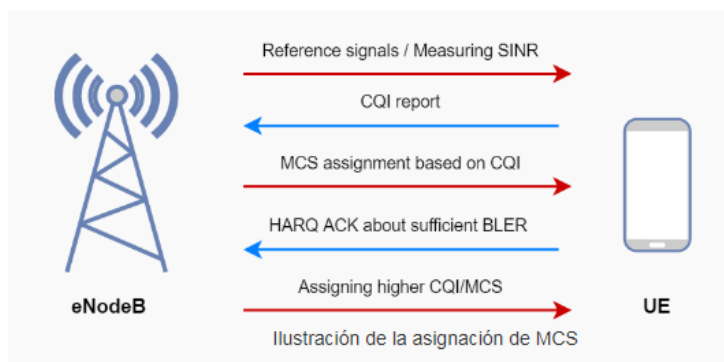 Reference signals / Measuring SINR
CQI report
MCS assignment based on CQI
HARQ ACK about sufficient BLER
Assigning higher CQI/MCS
eNodeB
UE
Ilustración de la asignación de MCS